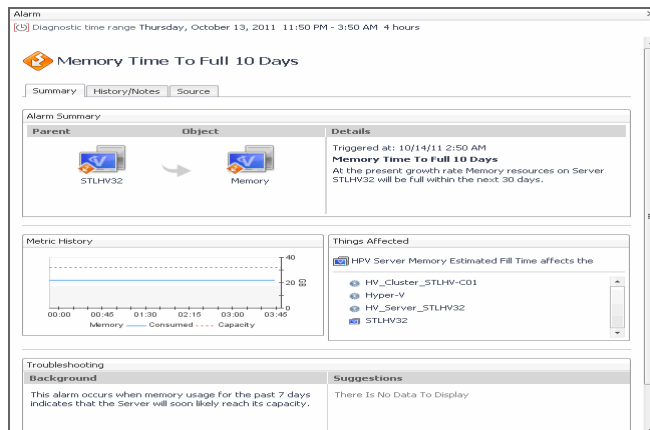 Alarm
Diagnostic time range Thursday, October 13, 2011 11:50 PM - 3:50 AM 4 hours
Memory Time To Full 10 Days
Summary History/Notes Source
Alarm Summary
Parent Object Details
STLHV32
Memory
Triggered at: 10/14/11 2:50 AM
Memory Time To Full 10 Days
At the present growth rate Memory resources on Server
STLHV32 will be full within the next 30 days.
Metric History
40
20
0
GB
00:00 00:45 01:30 02:15 03:00 03:45
Memory Consumed Capacity
Things Affected
HPV Server Memory Estimated Fill Time affects the
HV_Cluster_STLHV-C01
Hyper-V
HV_Server_STLHV32
STLHV32
Troubleshooting
Background
This alarm occurs when memory usage for the past 7 days
indicates that the Server will soon likely reach its capacity.
Suggestions
There Is No Data To Display